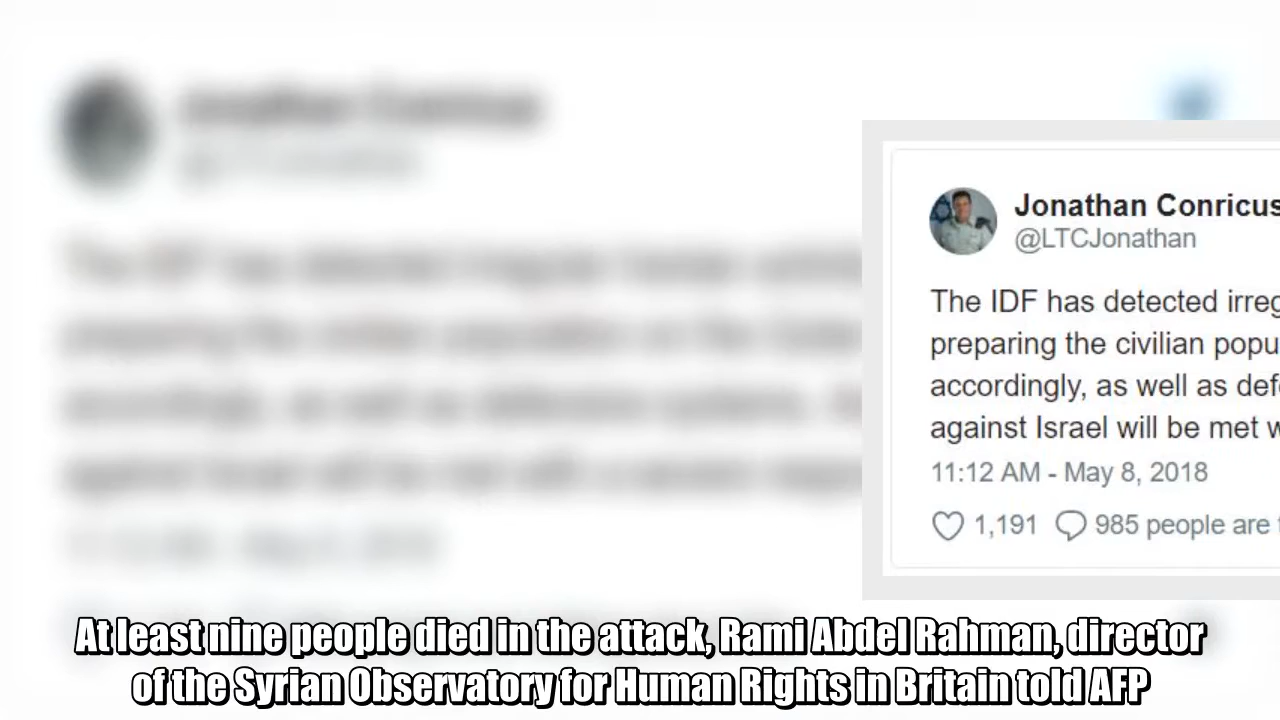 Jonathan Conricus
@LTCJonathan
The IDF has detected irreg
preparing the civilian popu
accordingly, as well as defe
against Israel will be met w
11:12 AM - May 8, 2018
1,191 985 people are t
At least nine people died in the attack, Rami Abdel Rahman, director
of the Syrian Observatory for Human Rights in Britain told AFP